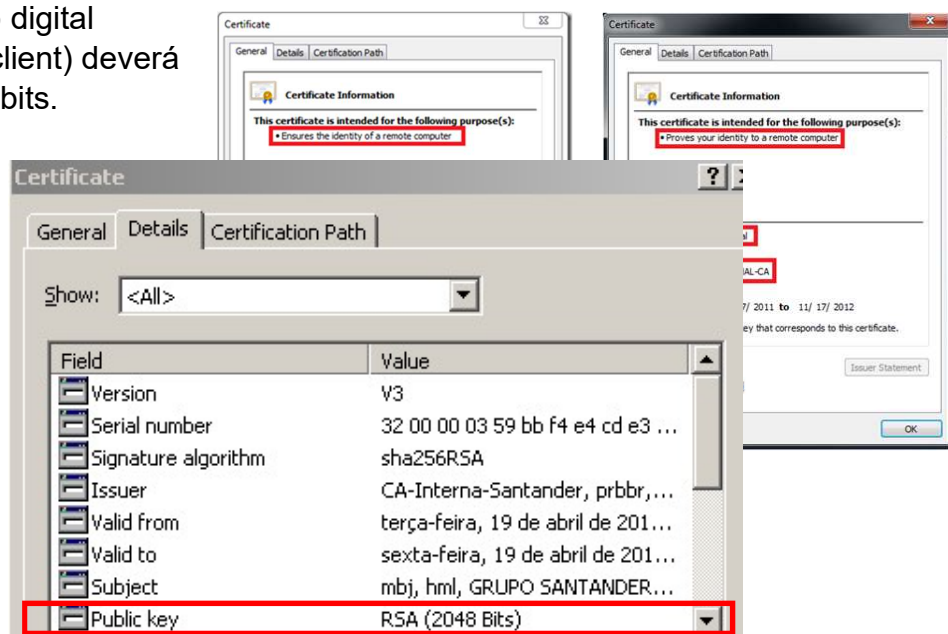 digital
client) deverá
bits.
Certificate
General Details Certification Path
Certificate Information
This certificate is intended for the following purpose(s):
• Ensures the identity of a remote computer
Certificate
General Details Certification Path
Certificate Information
This certificate is intended for the following purpose(s):
• Proves your identity to a remote computer
AL-CA
7/ 2011 to 11/ 17/ 2012
ey that corresponds to this certificate.
Issuer Statement
OK
Certificate
General Details Certification Path
Show: <All>
Field Value
Version V3
Serial number 32 00 00 03 59 bb f4 e4 cd e3 ...
Signature algorithm sha256RSA
Issuer CA-Interna-Santander, prbbr,...
Valid from terça-feira, 19 de abril de 201...
Valid to sexta-feira, 19 de abril de 201...
Subject mbj, hml, GRUPO SANTANDER...
Public key RSA (2048 Bits)